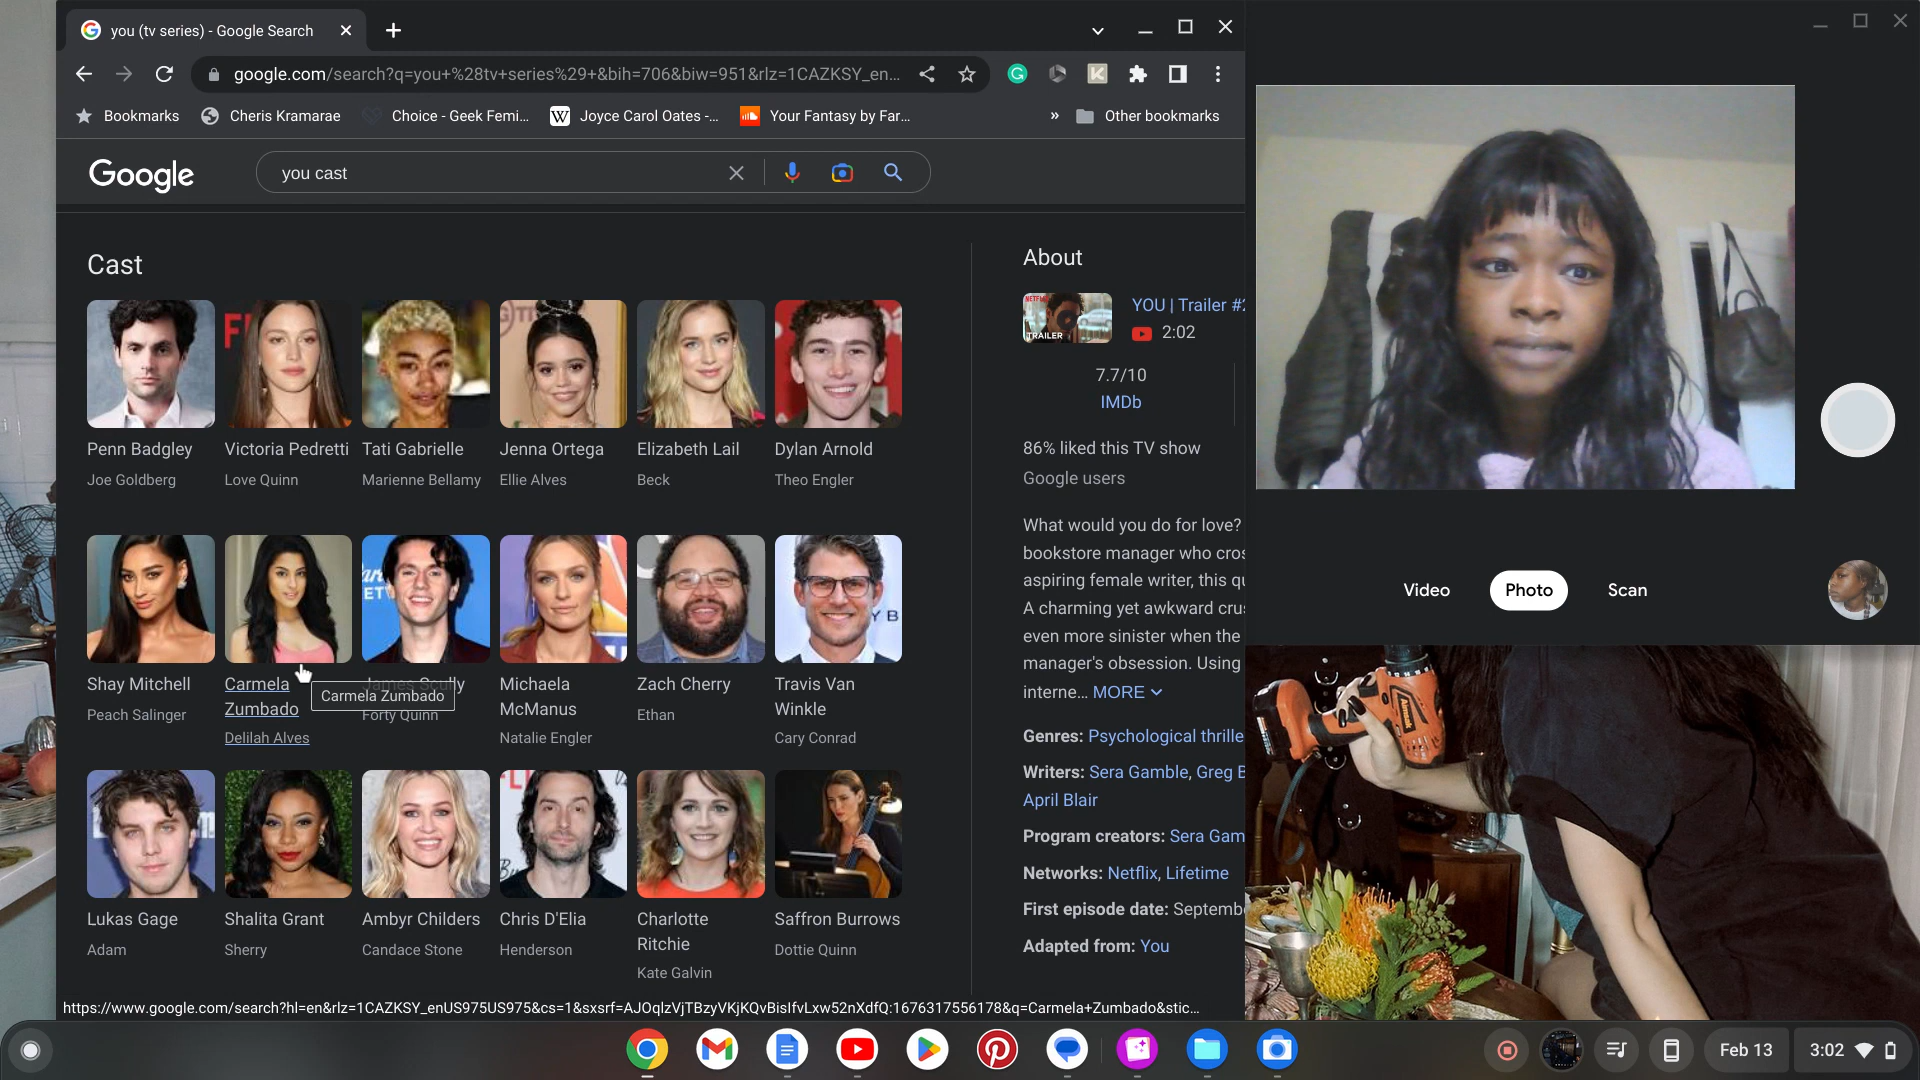 you (tv series) - Google Search
google.com/search?q=you+%28tv+series%29+&bih=706&biw=951&rlz=1CAZKSY_en...
Bookmarks
Cheris Kramarae
Choice - Geek Femi...
Joyce Carol Oates -...
Your Fantasy by Far...
»
Other bookmarks
Google
you cast
Cast
Penn Badgley
Joe Goldberg
Victoria Pedretti
Love Quinn
Tati Gabrielle
Marienne Bellamy
Jenna Ortega
Ellie Alves
Elizabeth Lail
Beck
Dylan Arnold
Theo Engler
Shay Mitchell
Peach Salinger
Carmela
Zumbado
Delilah Alves
Carmela Zumbado
James Scully
Forty Quinn
Michaela
McManus
Natalie Engler
Zach Cherry
Ethan
Travis Van
Winkle
Cary Conrad
Lukas Gage
Adam
Shalita Grant
Sherry
Ambyr Childers
Candace Stone
Chris D'Elia
Henderson
Charlotte
Ritchie
Kate Galvin
Saffron Burrows
Dottie Quinn
About
NETFLIX
TRAILER
YOU | Trailer #2
2:02
7.7/10
IMDb
86% liked this TV show
Google users
What would you do for love?
bookstore manager who cros
aspiring female writer, this qu
A charming yet awkward crus
even more sinister when the
manager's obsession. Using
interne... MORE
Genres: Psychological thrille
Writers: Sera Gamble, Greg B
April Blair
Program creators: Sera Gam
Networks: Netflix, Lifetime
First episode date: Septembe
Adapted from: You
https://www.google.com/search?hl=en&rlz=1CAZKSY_enUS975US975&cs=1&sxsrf=AJOqlzVjTBzyVKjKQvBisIfvLxw52nXdfQ:1676317556178&q=Carmela+Zumbado&stic...
Video
Photo
Scan
Feb 13
3:02